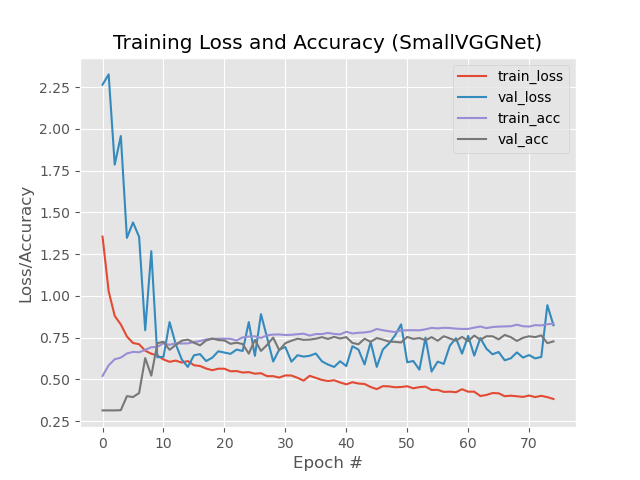 Training Loss and Accuracy (SmallVGGNet)
train_loss
val_loss
train_acc
val_acc
2.25
2.00
1.75
1.50
1.25
1.00
0.75
0.50
0.25
Loss/Accuracy
0 10 20 30 40 50 60 70
Epoch #